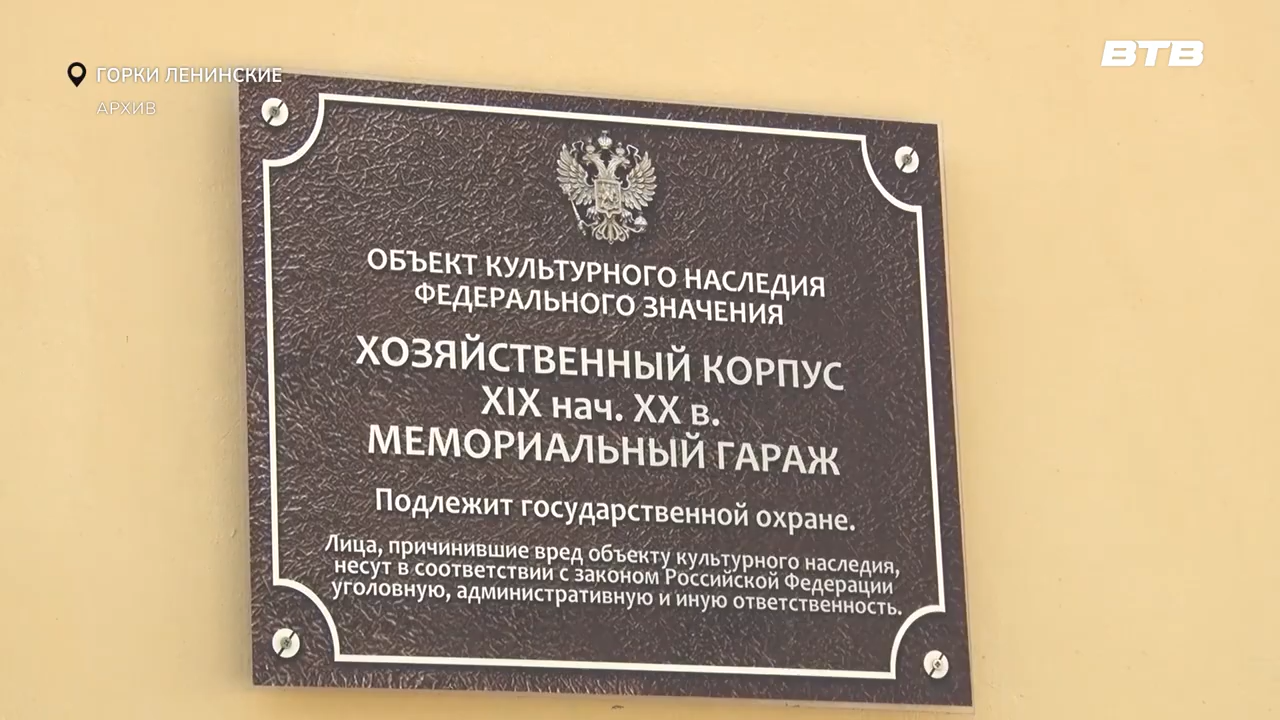 ГОРКИ ЛЕНИНСКИЕ
АРХИВ
ВТВ
ОБЪЕКТ КУЛЬТУРНОГО НАСЛЕДИЯ
ФЕДЕРАЛЬНОГО ЗНАЧЕНИЯ
ХОЗЯЙСТВЕННЫЙ КОРПУС
XIX нач. XX в.
МЕМОРИАЛЬНЫЙ ГАРАЖ
Подлежит государственной охране.
Лица, причинившие вред объекту культурного наследия,
несут в соответствии с законом Российской Федерации
уголовную, административную и иную ответственность.